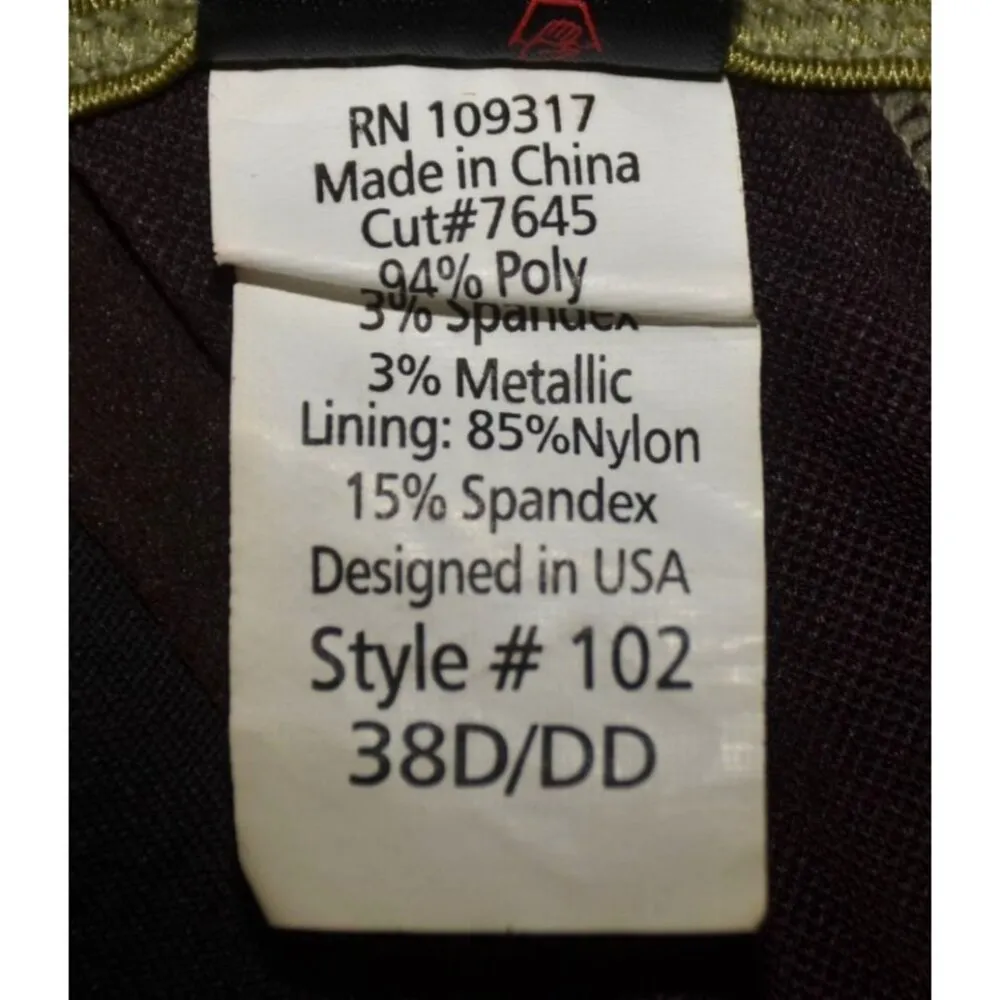 RN 109317
Made in China
Cut#7645
94% Poly
3% Spandex
3% Metallic
Lining: 85%Nylon
15% Spandex
Designed in USA
Style # 102
38D/DD